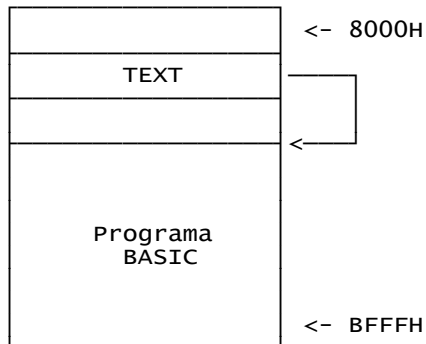 <- 8000H
TEXT
<
Programa
BASIC
<- BFFFH